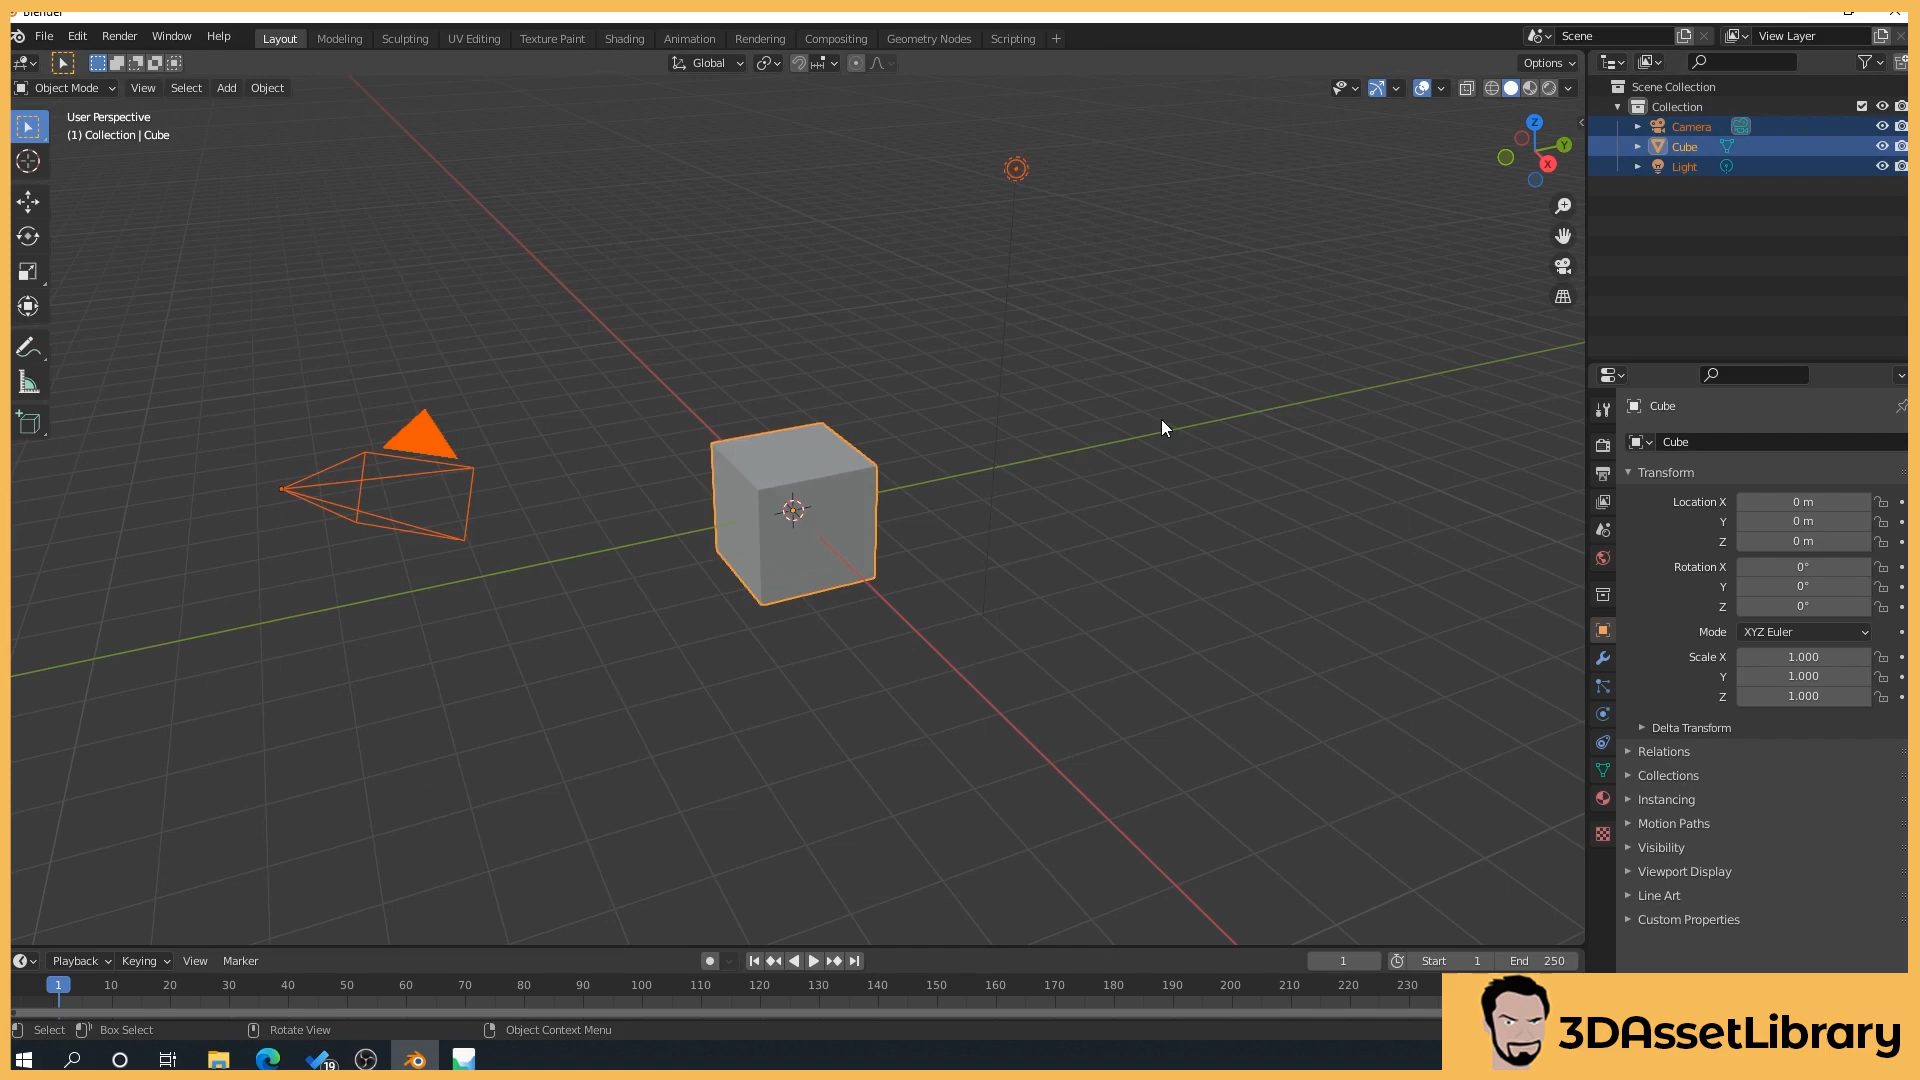 Blender
File Edit Render Window Help Layout Modeling Sculpting UV Editing Texture Paint Shading Animation Rendering Compositing Geometry Nodes Scripting + Scene View Layer
Global Options
Object Mode View Select Add Object
User Perspective
(1) Collection | Cube
Z
Y
X
Scene Collection
Collection
Camera
Cube
Light
Cube
Cube
Transform
Location X 0 m
Y 0 m
Z 0 m
Rotation X 0°
Y 0°
Z 0°
Mode XYZ Euler
Scale X 1.000
Y 1.000
Z 1.000
Delta Transform
Relations
Collections
Instancing
Motion Paths
Visibility
Viewport Display
Line Art
Custom Properties
Playback Keying View Marker 1 Start 1 End 250
1 10 20 30 40 50 60 70 80 90 100 110 120 130 140 150 160 170 180 190 200 210 220 230
Select Box Select Rotate View Object Context Menu
19
3DAssetLibrary